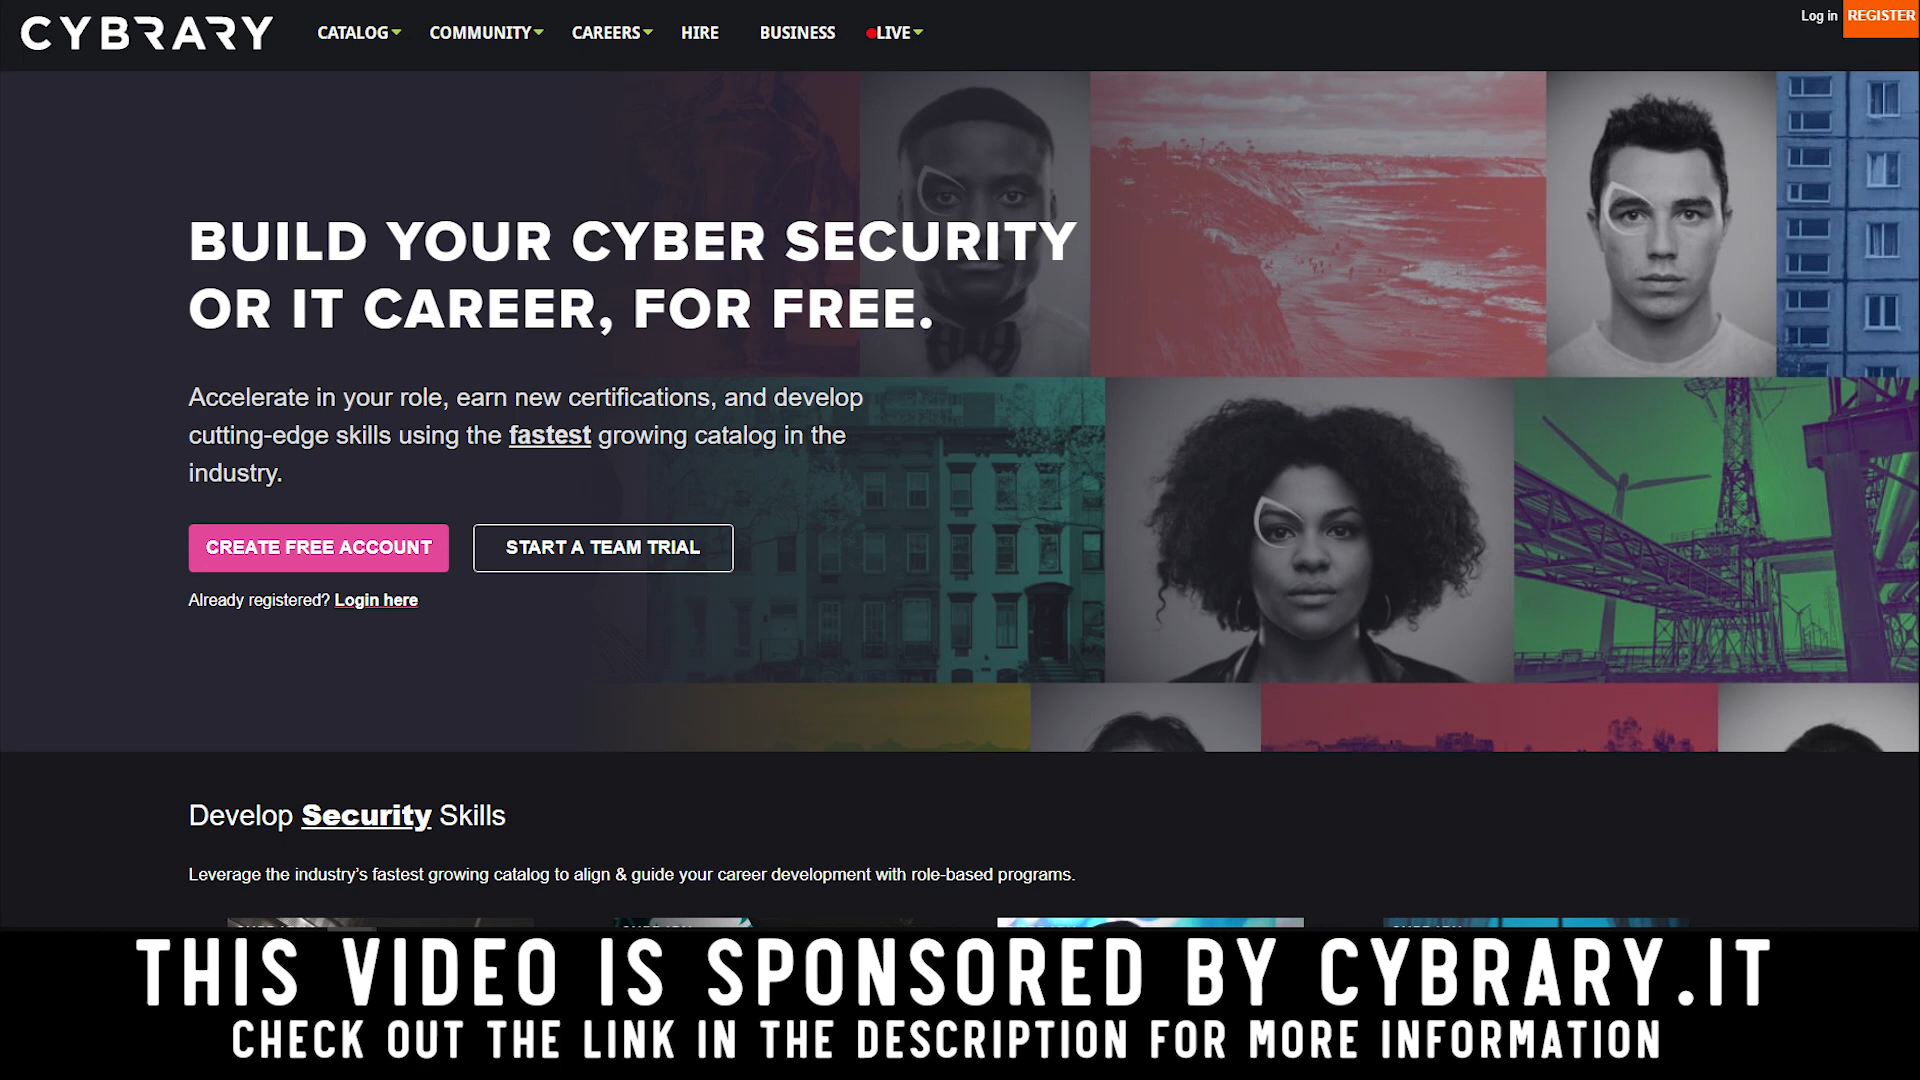 CYBRARY
CATALOG COMMUNITY CAREERS HIRE BUSINESS LIVE
Log in REGISTER
BUILD YOUR CYBER SECURITY
OR IT CAREER, FOR FREE.
Accelerate in your role, earn new certifications, and develop
cutting-edge skills using the fastest growing catalog in the
industry.
CREATE FREE ACCOUNT START A TEAM TRIAL
Already registered? Login here
Develop Security Skills
Leverage the industry's fastest growing catalog to align & guide your career development with role-based programs.
THIS VIDEO IS SPONSORED BY CYBRARY.IT
CHECK OUT THE LINK IN THE DESCRIPTION FOR MORE INFORMATION